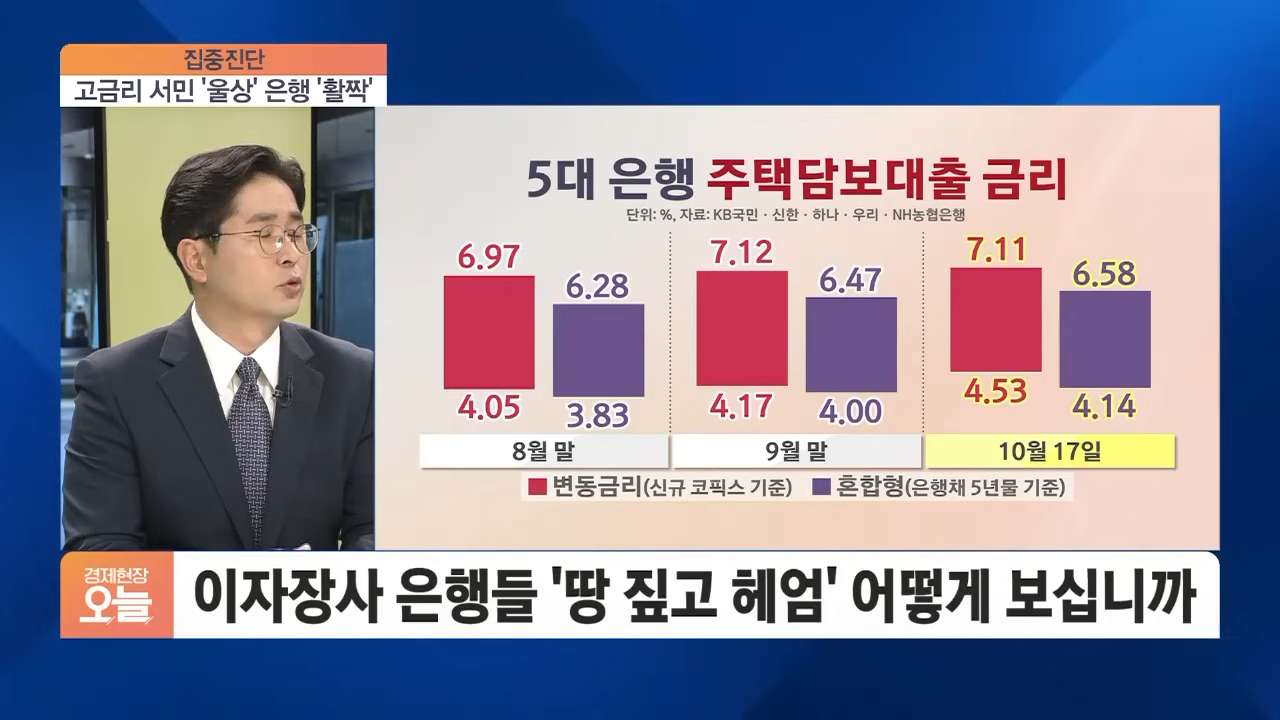 집중진단
고금리 서민 '울상' 은행 '활짝'
5대 은행 주택담보대출 금리
단위: %, 자료: KB국민 · 신한 · 하나 · 우리 · NH농협은행
6.97
6.28
7.12
6.47
7.11
6.58
4.05
3.83
4.17
4.00
4.53
4.14
8월 말
9월 말
10월 17일
변동금리(신규 코픽스 기준)
혼합형(은행채 5년물 기준)
경제현장
오늘
이자장사 은행들 '땅 짚고 헤엄' 어떻게 보십니까